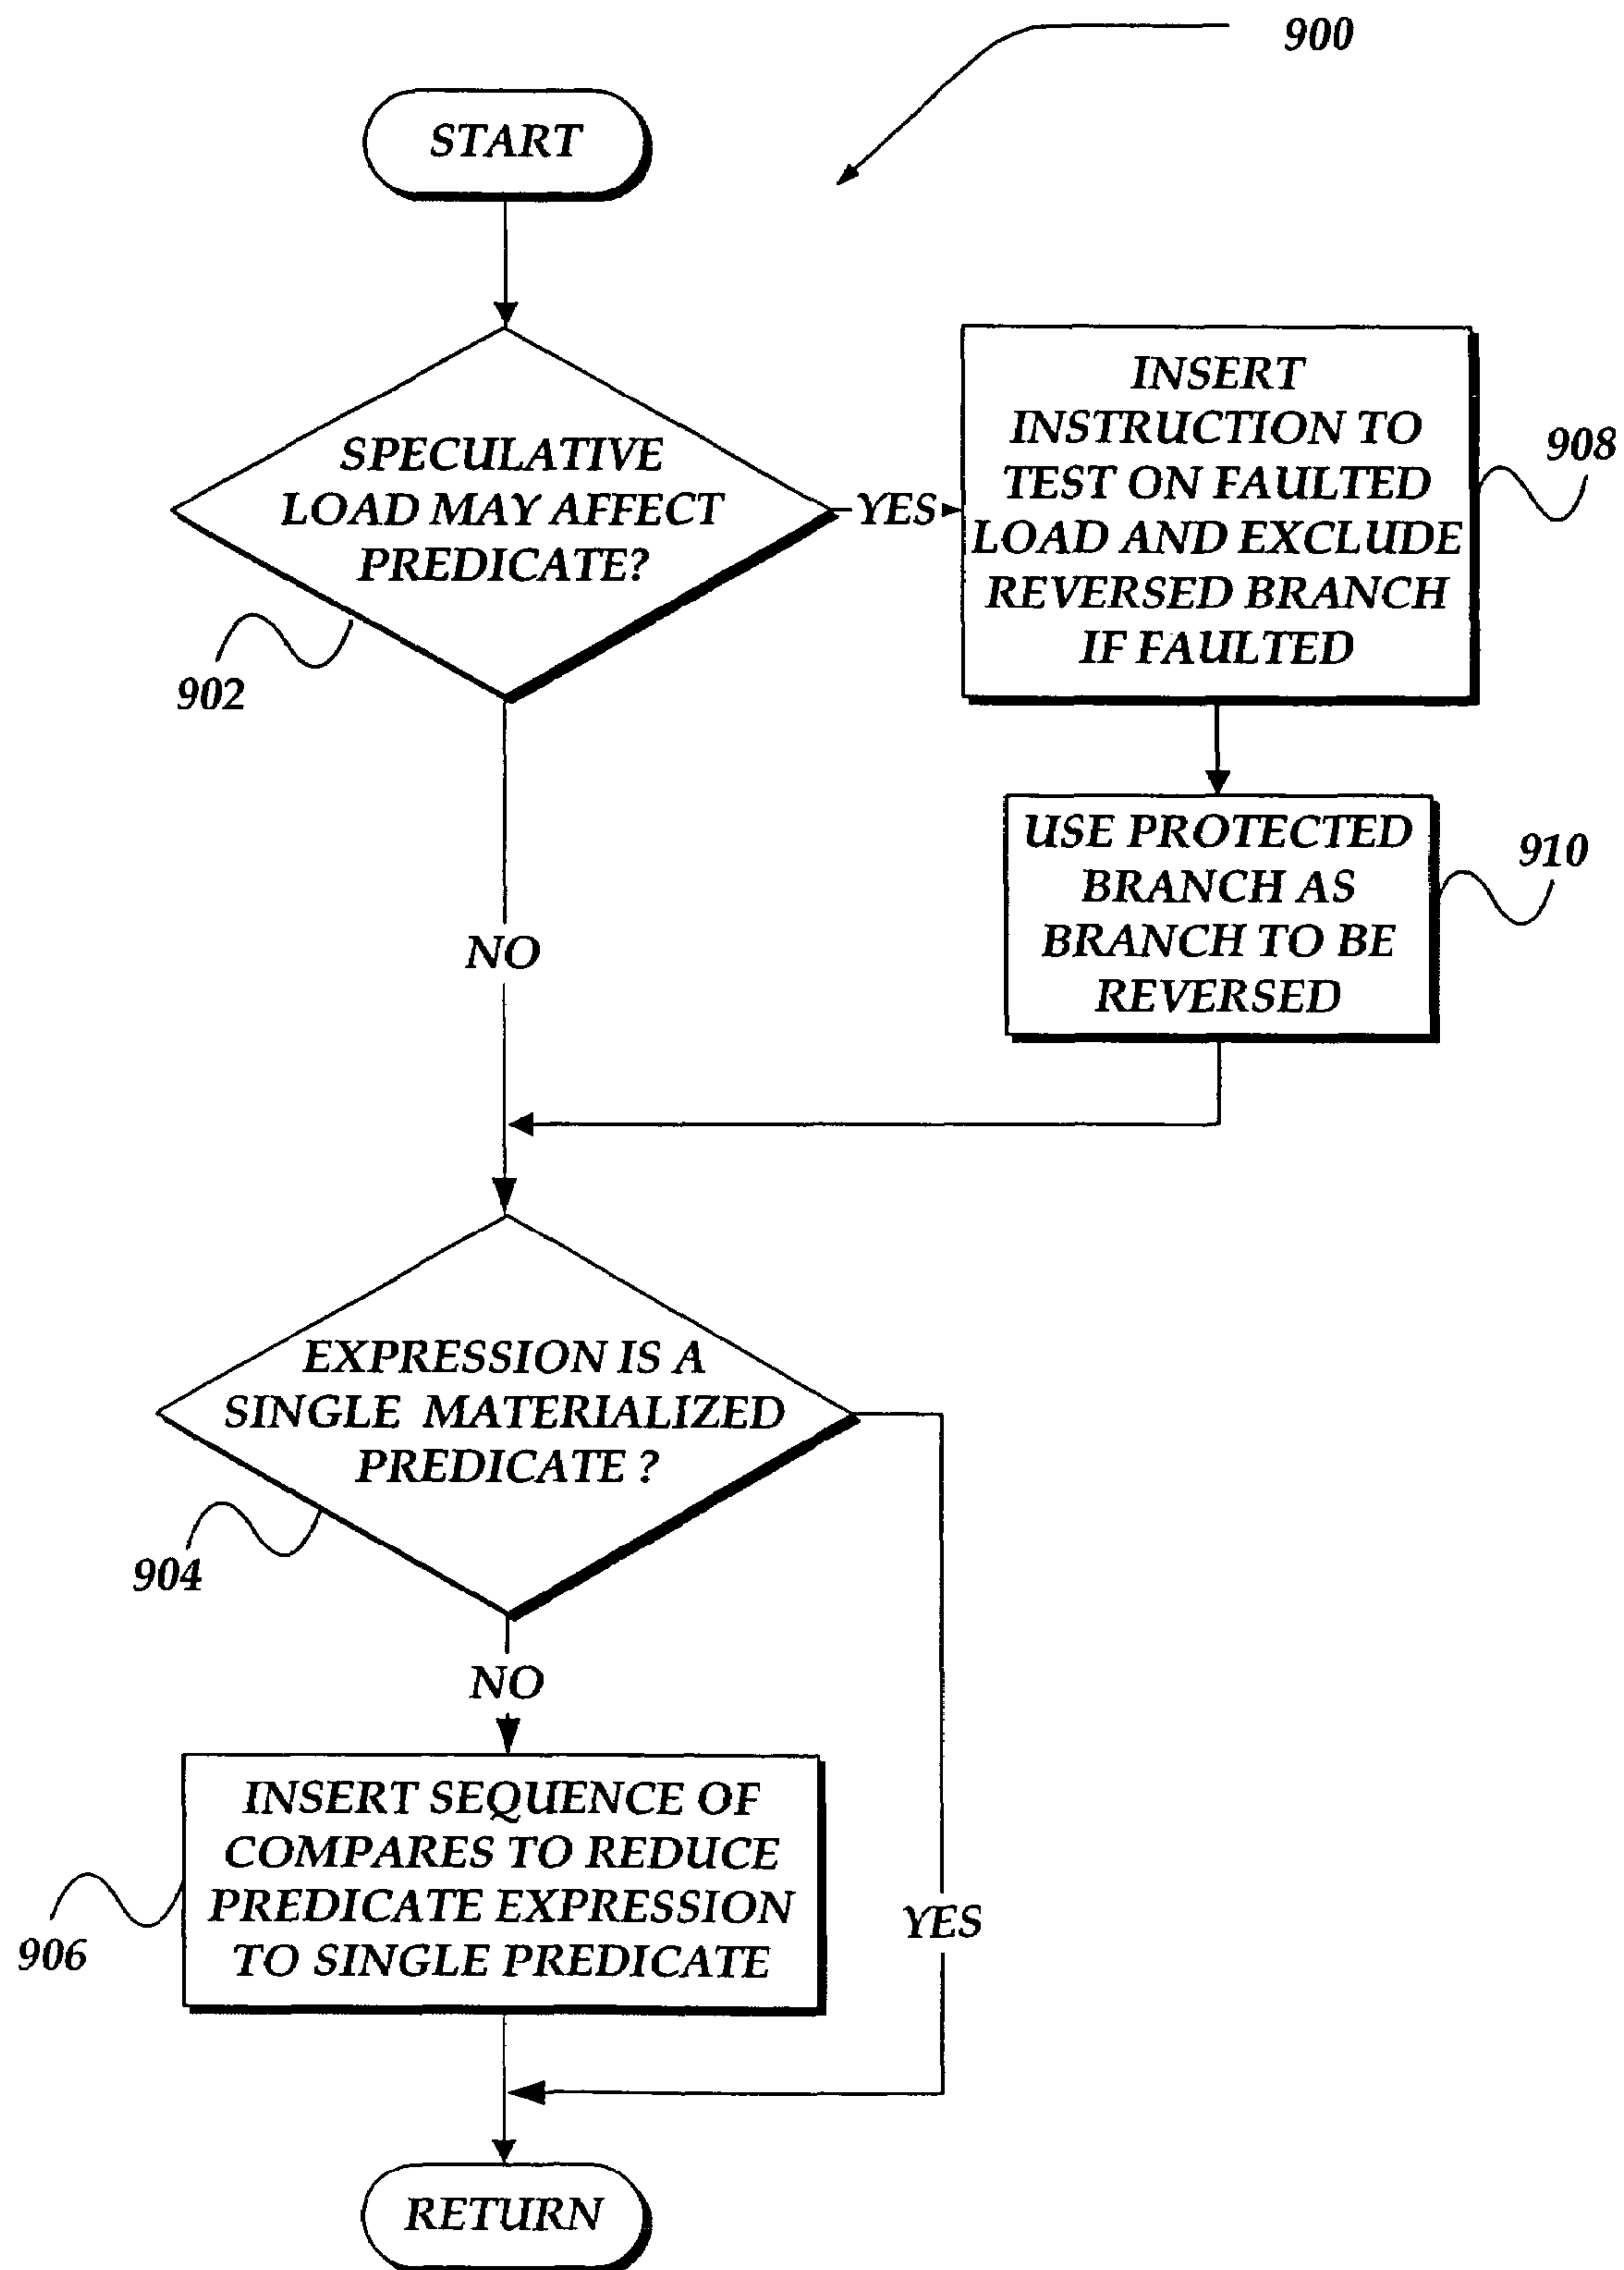 900
START
SPECULATIVE
LOAD MAY AFFECT
PREDICATE?
902
YES
INSERT
INSTRUCTION TO
TEST ON FAULTED
LOAD AND EXCLUDE
REVERSED BRANCH
IF FAULTED
908
USE PROTECTED
BRANCH AS
BRANCH TO BE
REVERSED
910
NO
EXPRESSION IS A
SINGLE MATERIALIZED
PREDICATE ?
904
NO
YES
INSERT SEQUENCE OF
COMPARES TO REDUCE
PREDICATE EXPRESSION
TO SINGLE PREDICATE
906
RETURN